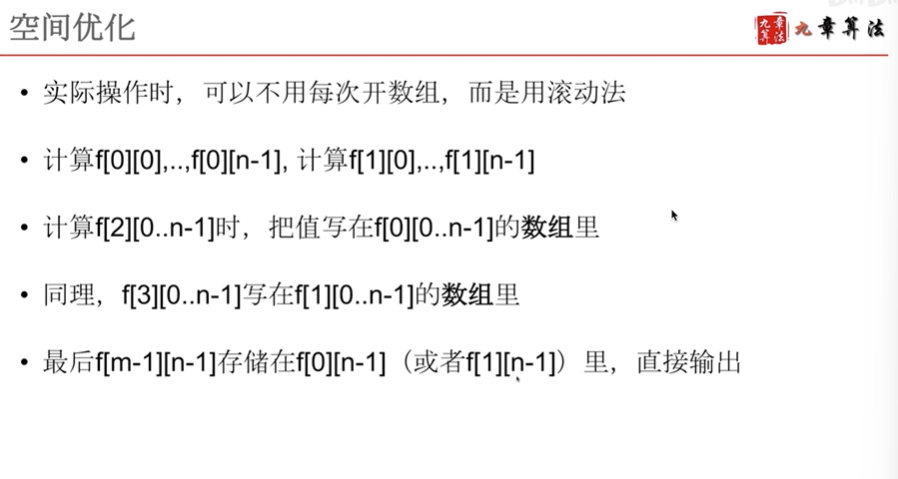 空间优化
九章算法 九章算法
• 实际操作时，可以不用每次开数组，而是用滚动法
• 计算f[0][0],..,f[0][n-1], 计算f[1][0],..,f[1][n-1]
• 计算f[2][0..n-1]时，把值写在f[0][0..n-1]的数组里
• 同理，f[3][0..n-1]写在f[1][0..n-1]的数组里
• 最后f[m-1][n-1]存储在f[0][n-1]（或者f[1][n-1]）里，直接输出